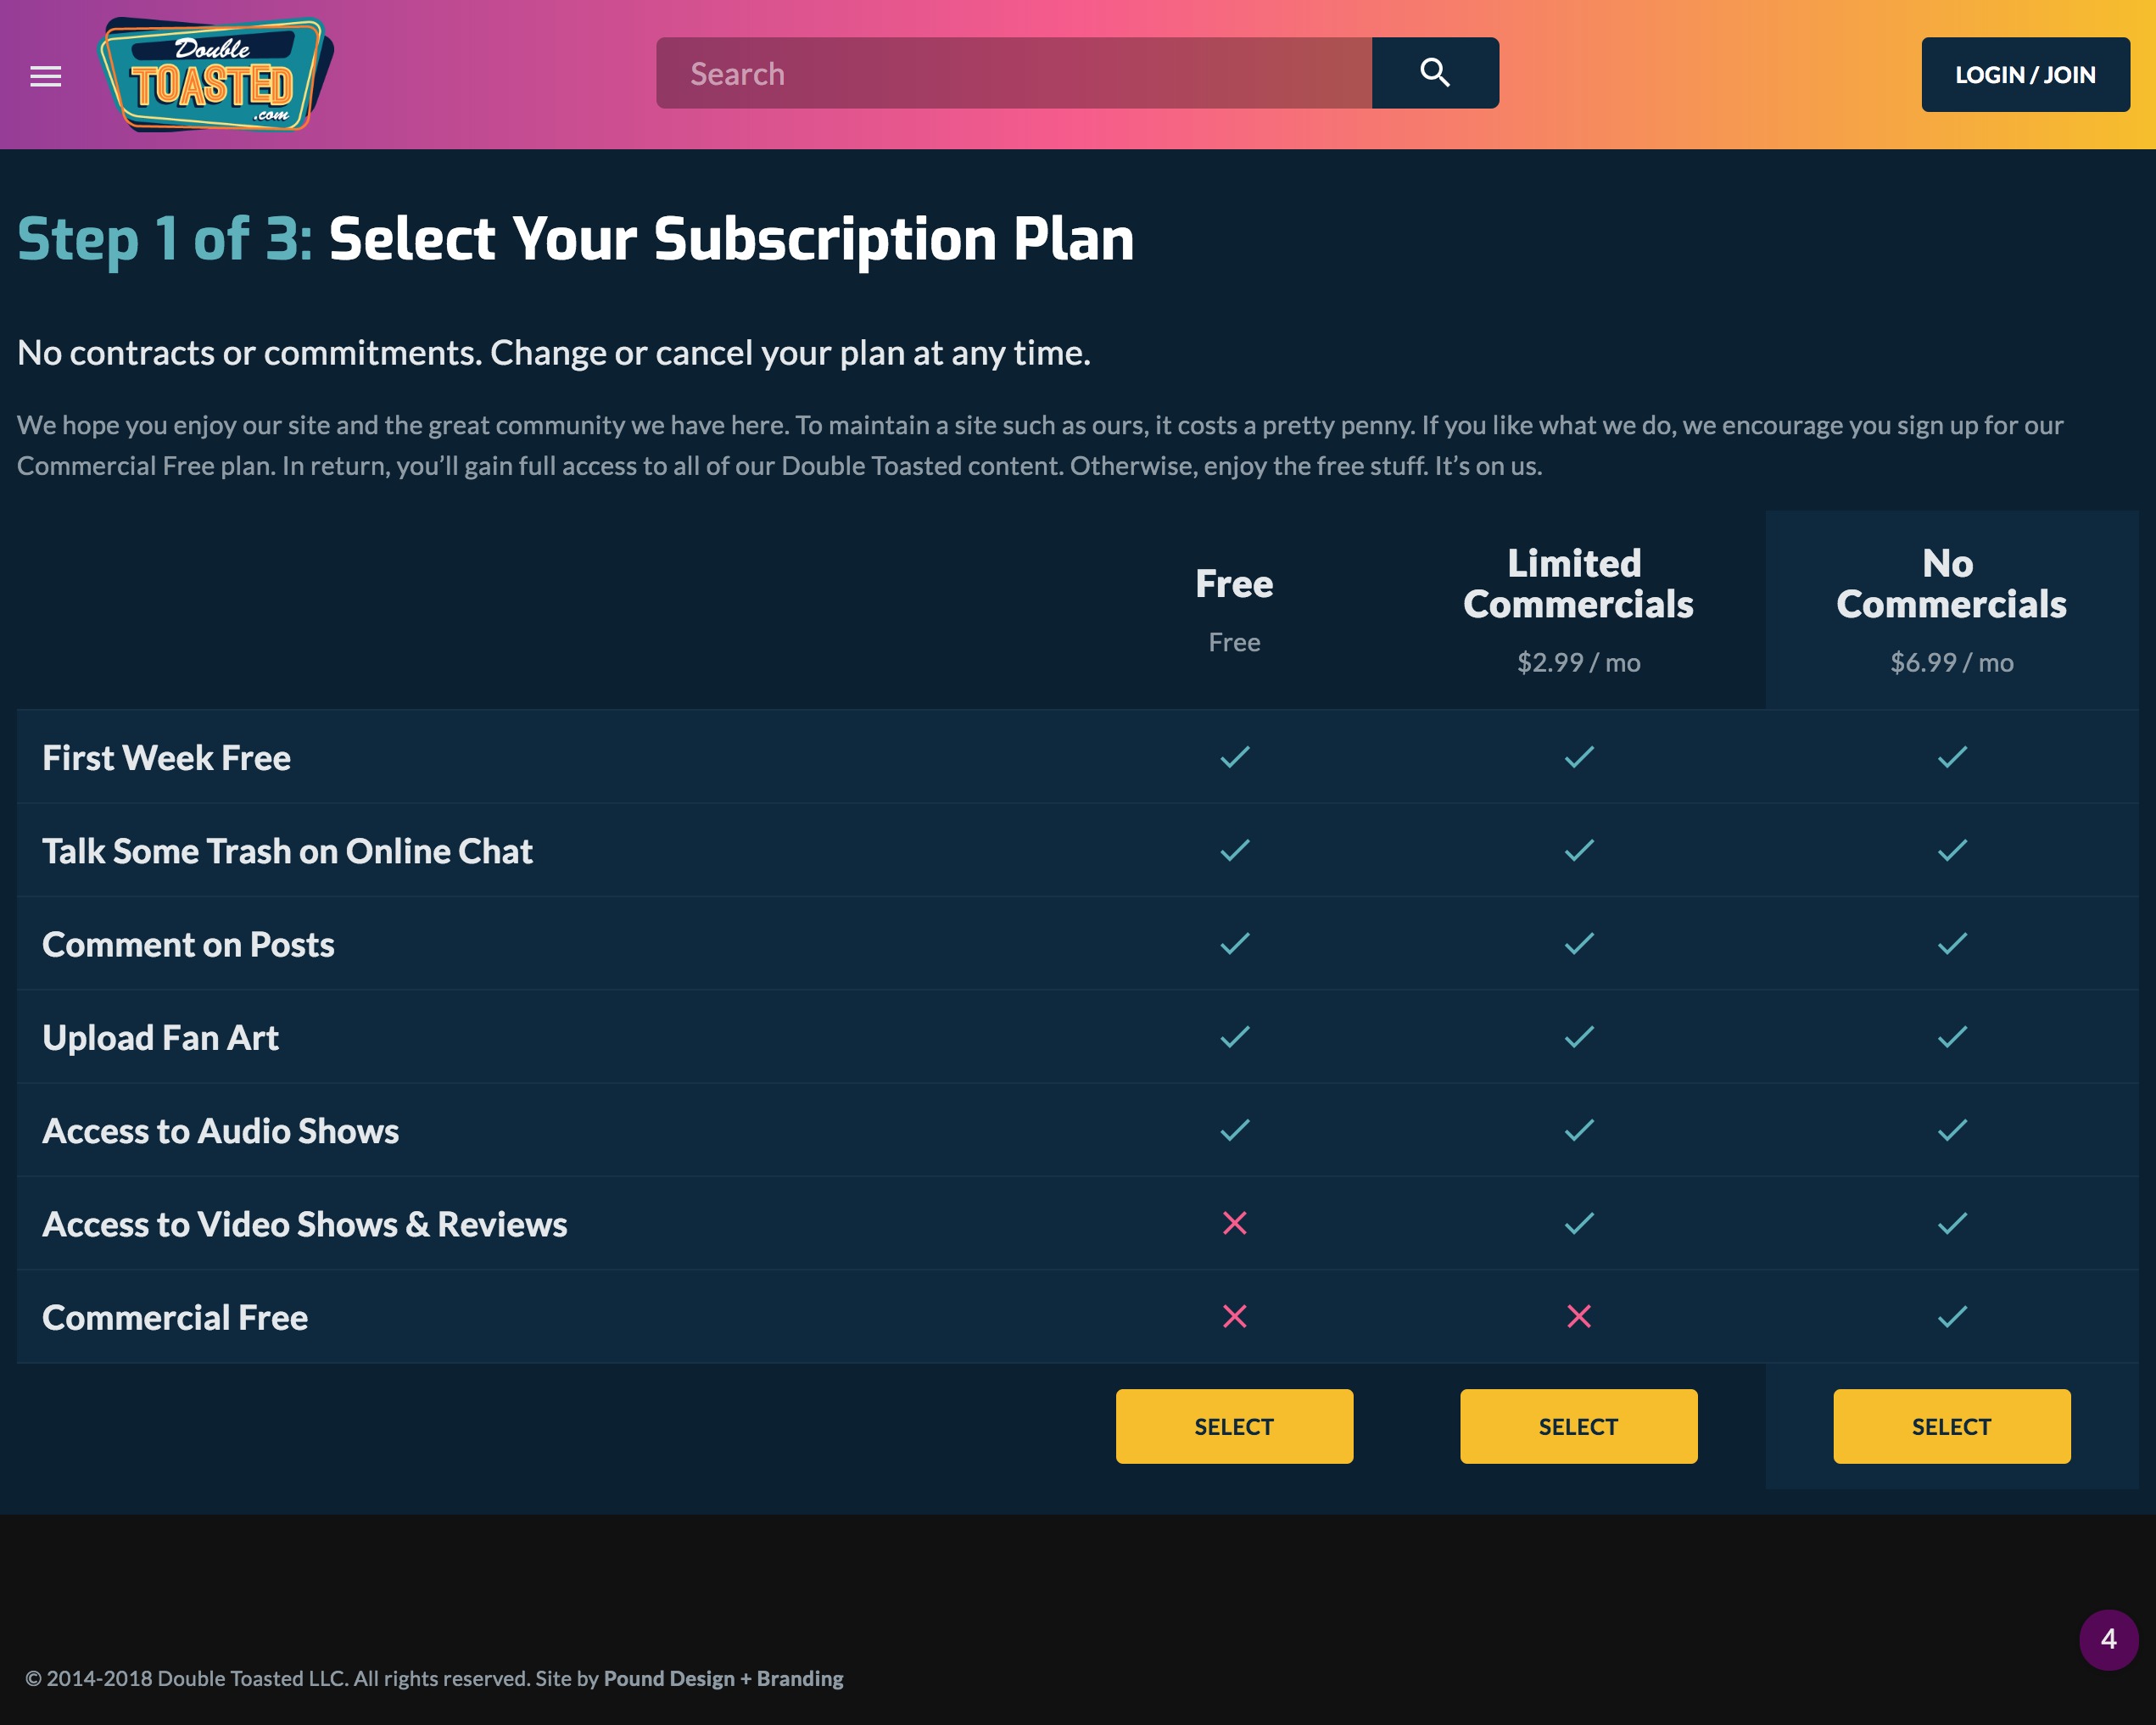 Double
TOASTED
.com
Search
LOGIN / JOIN
Step 1 of 3: Select Your Subscription Plan
No contracts or commitments. Change or cancel your plan at any time.
We hope you enjoy our site and the great community we have here. To maintain a site such as ours, it costs a pretty penny. If you like what we do, we encourage you sign up for our
Commercial Free plan. In return, you’ll gain full access to all of our Double Toasted content. Otherwise, enjoy the free stuff. It’s on us.
Free
Free
Limited
Commercials
$2.99 / mo
No
Commercials
$6.99 / mo
First Week Free
Talk Some Trash on Online Chat
Comment on Posts
Upload Fan Art
Access to Audio Shows
Access to Video Shows & Reviews
Commercial Free
SELECT
SELECT
SELECT
4
© 2014-2018 Double Toasted LLC. All rights reserved. Site by Pound Design + Branding